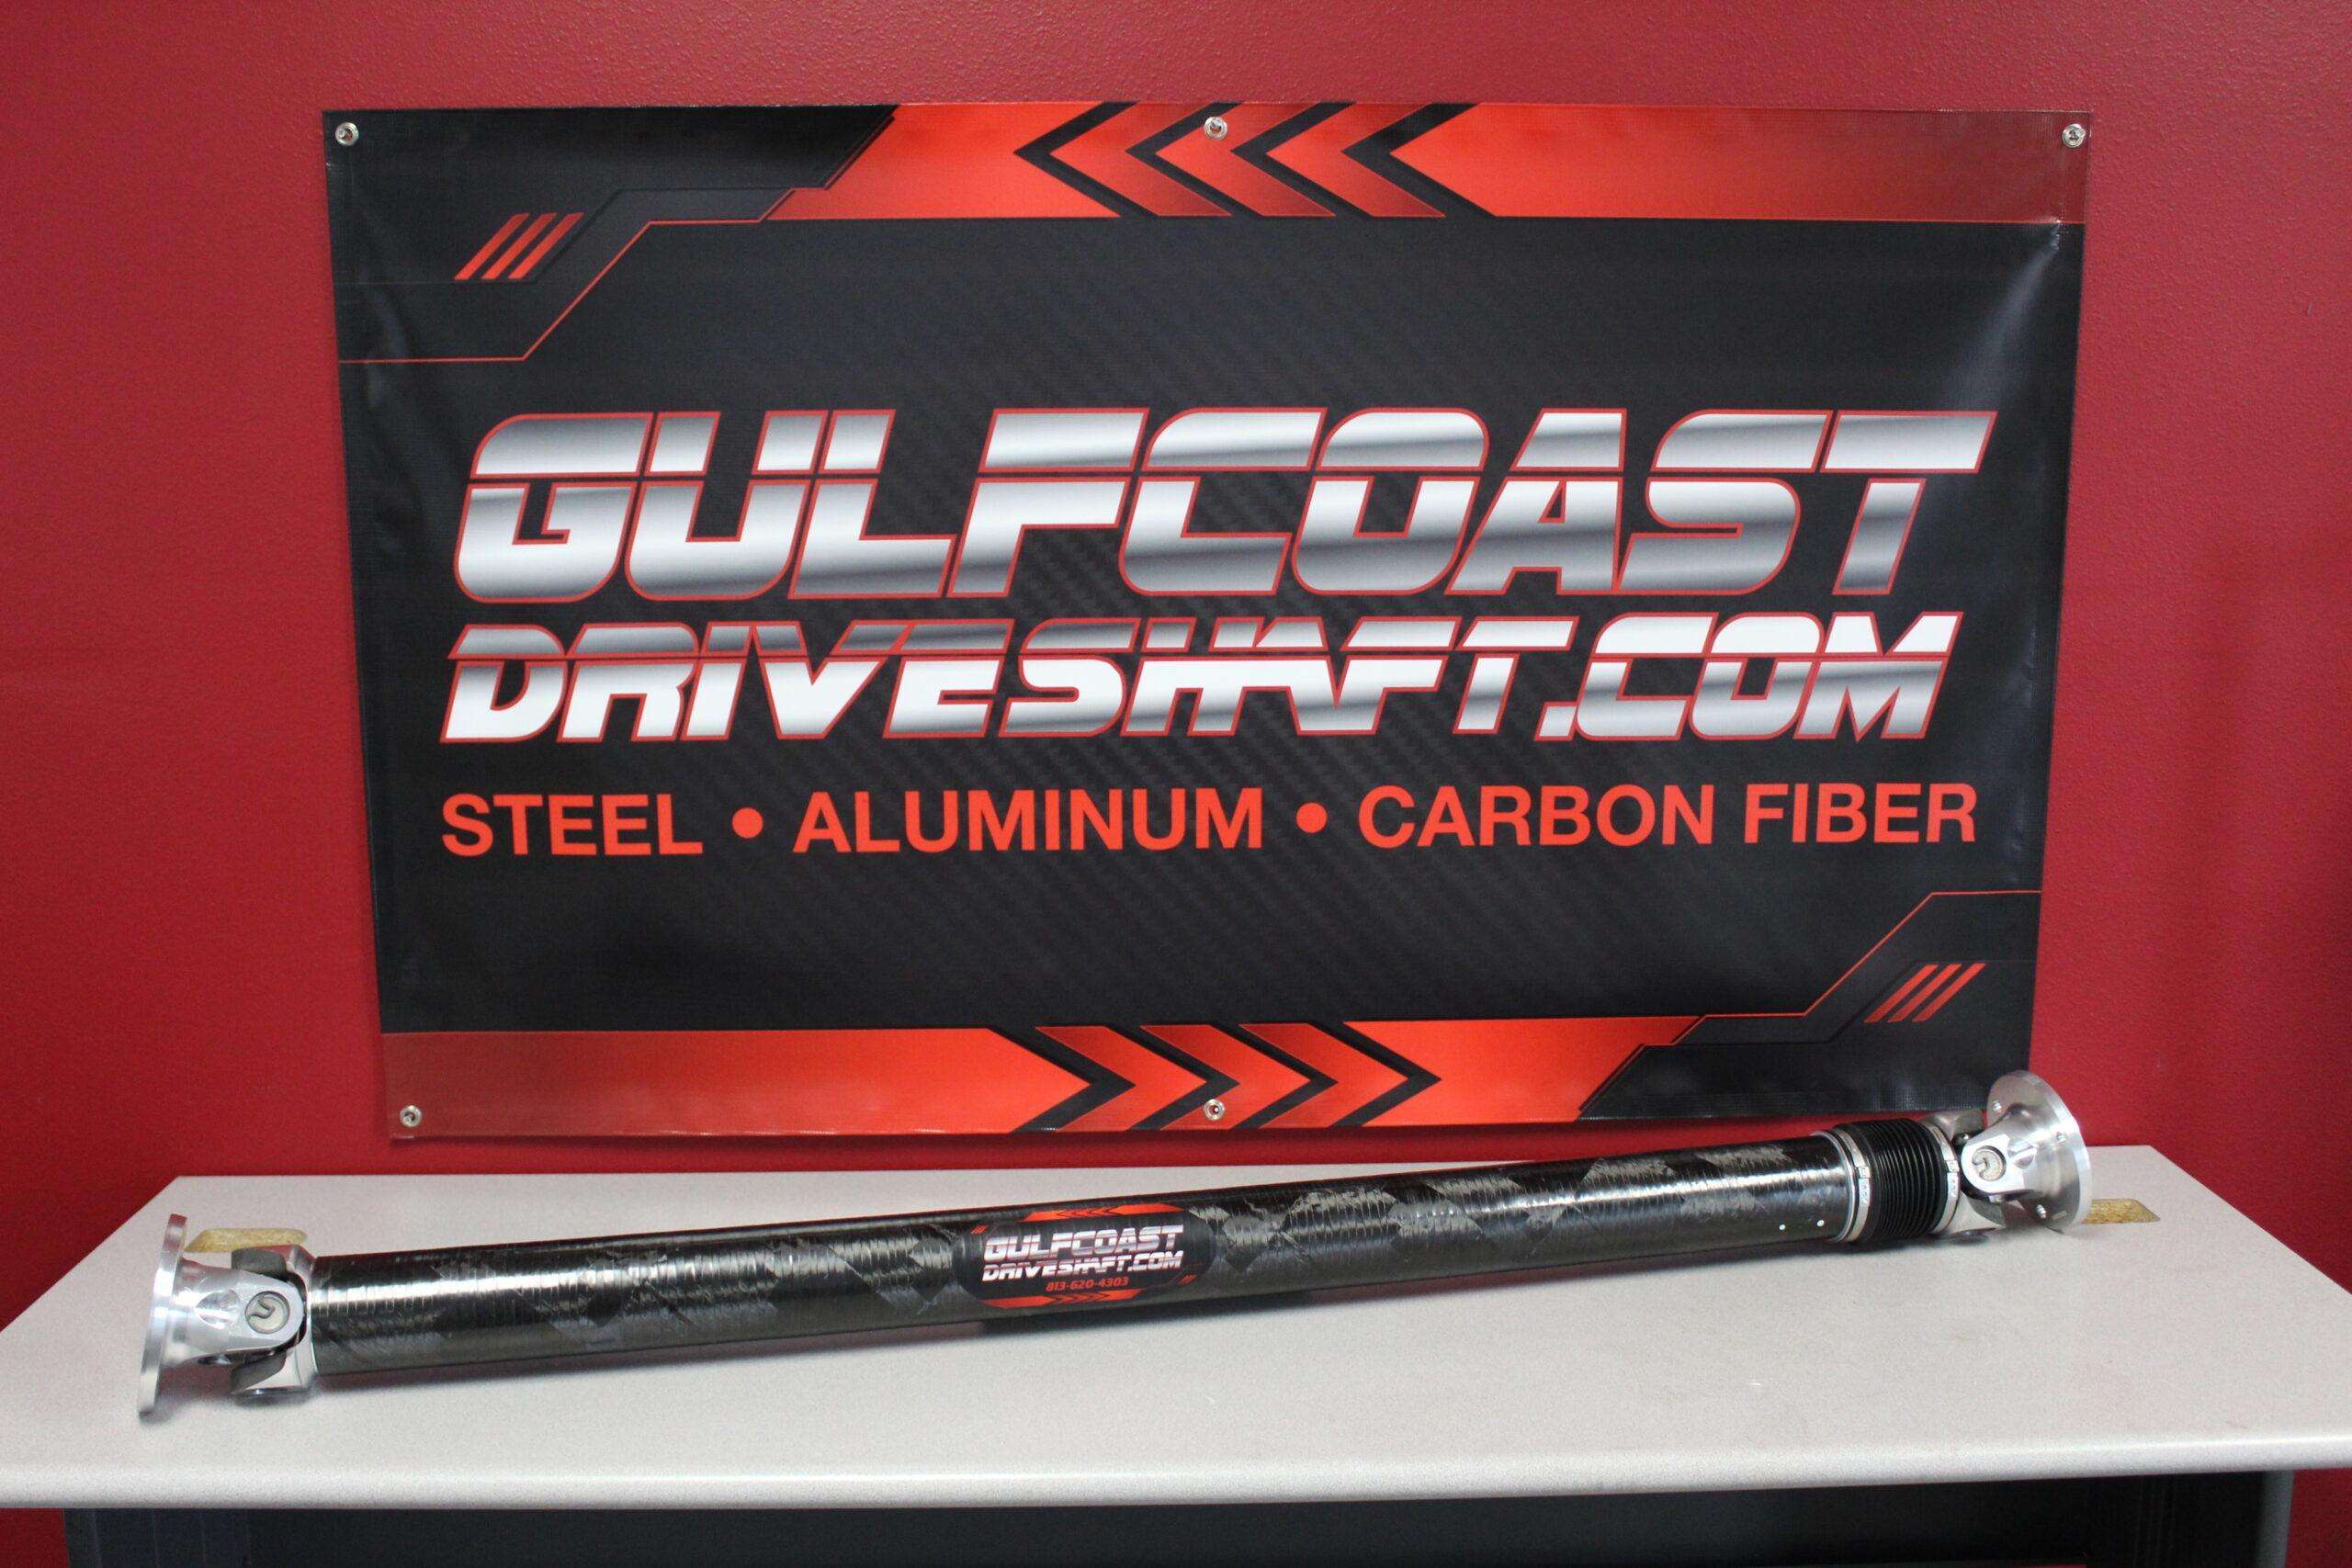 GULFCOAST
DRIVESHAFT.COM
STEEL • ALUMINUM • CARBON FIBER
GULFCOAST
DRIVESHAFT.COM
813-620-4303